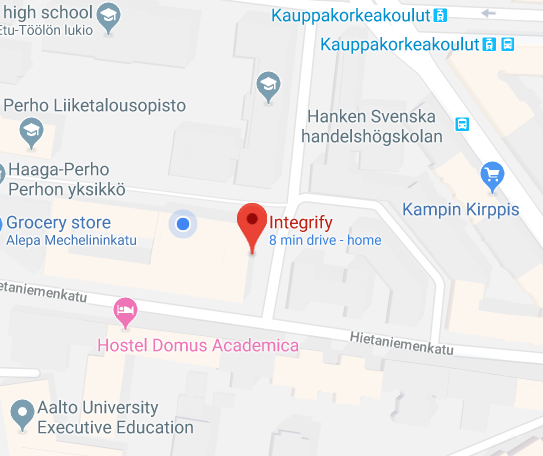 high school
Etu-Töölön lukio
Kauppakorkeakoulut
Kauppakorkeakoulut
Perho Liiketalousopisto
Hanken Svenska
handelshögskolan
Haaga-Perho
Perhon yksikkö
Kampin Kirppis
Grocery store
Alepa Mechelininkatu
Integrify
8 min drive - home
etaniemenkatu
Hietaniemenkatu
Hostel Domus Academica
Aalto University
Executive Education